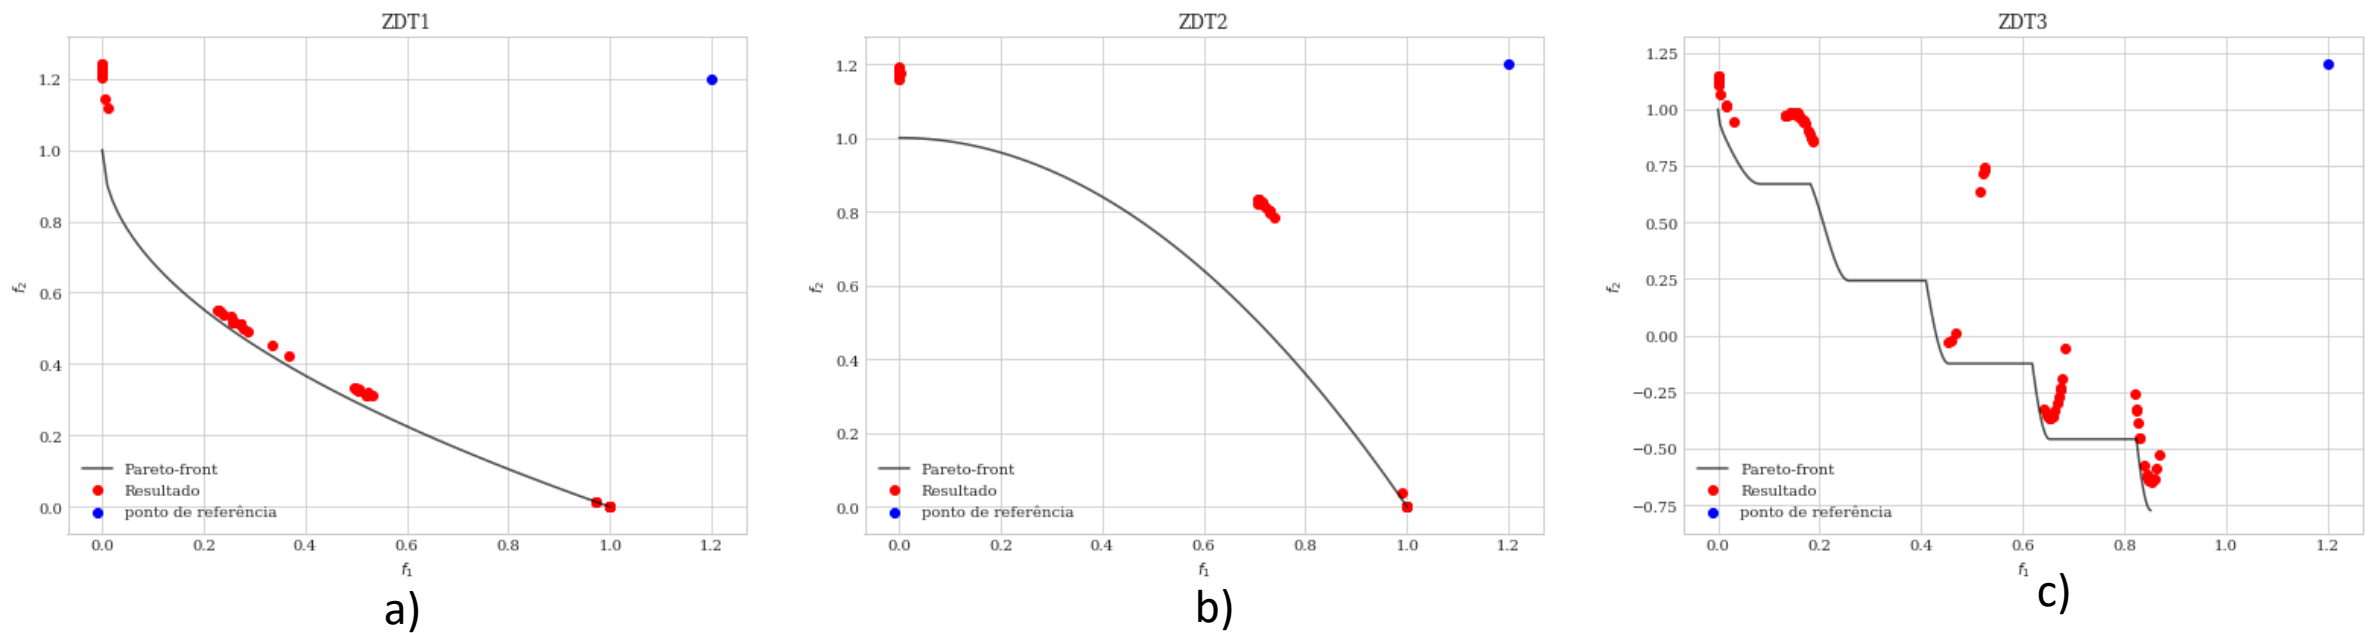 ZDT1
1.2
1.0
0.8
0.6
0.4
0.2
0.0
f₂
Pareto-front
Resultado
ponto de referência
0.0 0.2 0.4 0.6 0.8 1.0 1.2
f₁
a)
ZDT2
1.2
1.0
0.8
0.6
0.4
0.2
0.0
f₂
Pareto-front
Resultado
ponto de referência
0.0 0.2 0.4 0.6 0.8 1.0 1.2
f₁
b)
ZDT3
1.25
1.00
0.75
0.50
0.25
0.00
−0.25
−0.50
−0.75
f₂
Pareto-front
Resultado
ponto de referência
0.0 0.2 0.4 0.6 0.8 1.0 1.2
f₁
c)